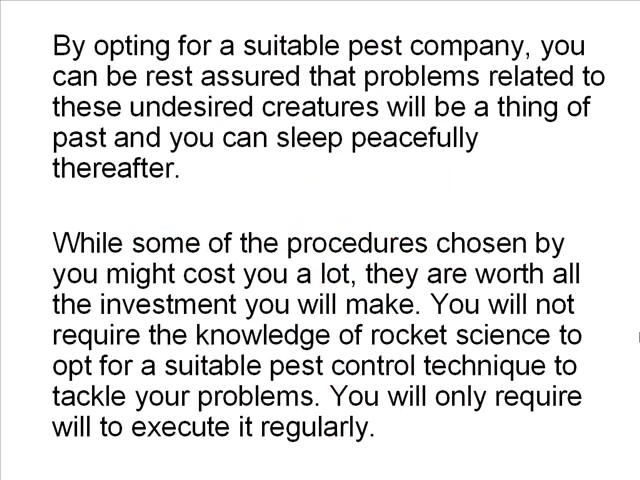 By opting for a suitable pest company, you
can be rest assured that problems related to
these undesired creatures will be a thing of
past and you can sleep peacefully
thereafter.
While some of the procedures chosen by
you might cost you a lot, they are worth all
the investment you will make. You will not
require the knowledge of rocket science to
opt for a suitable pest control technique to
tackle your problems. You will only require
will to execute it regularly.